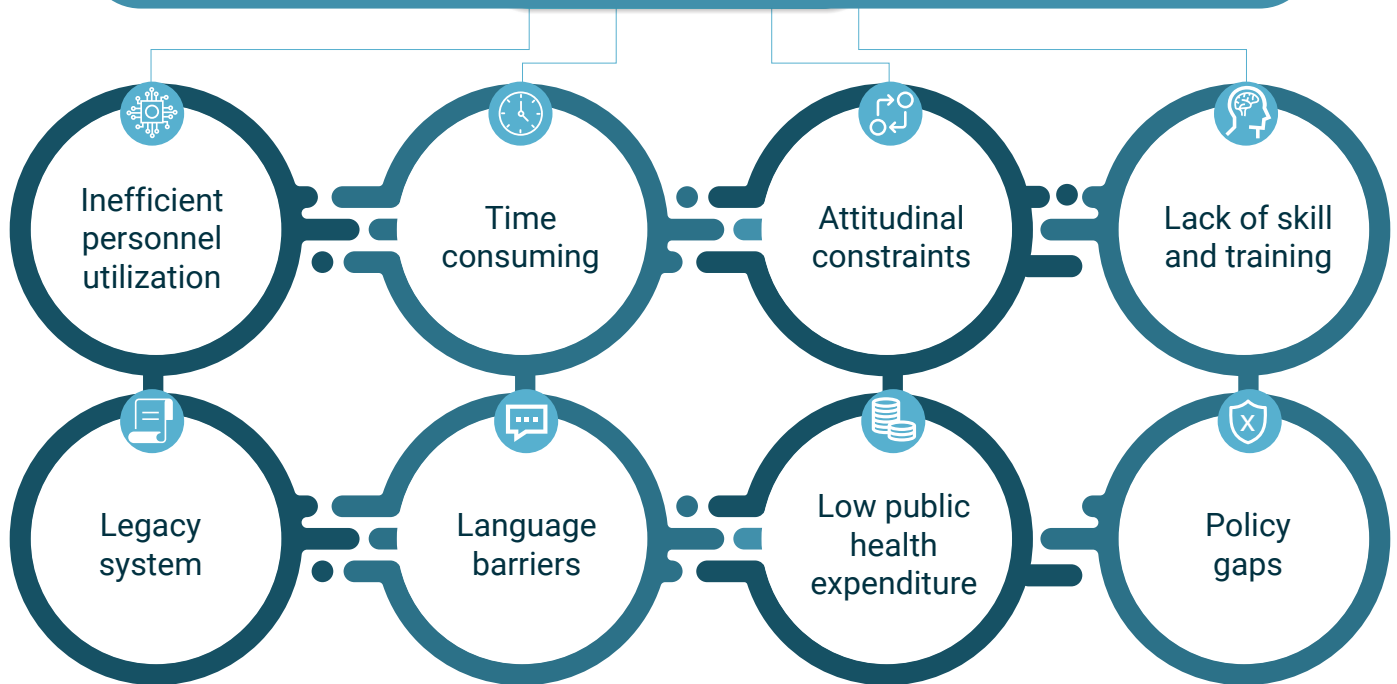 Inefficient
personnel
utilization
Time
consuming
Attitudinal
constraints
Lack of skill
and training
Legacy
system
Language
barriers
Low public
health
expenditure
X
Policy
gaps